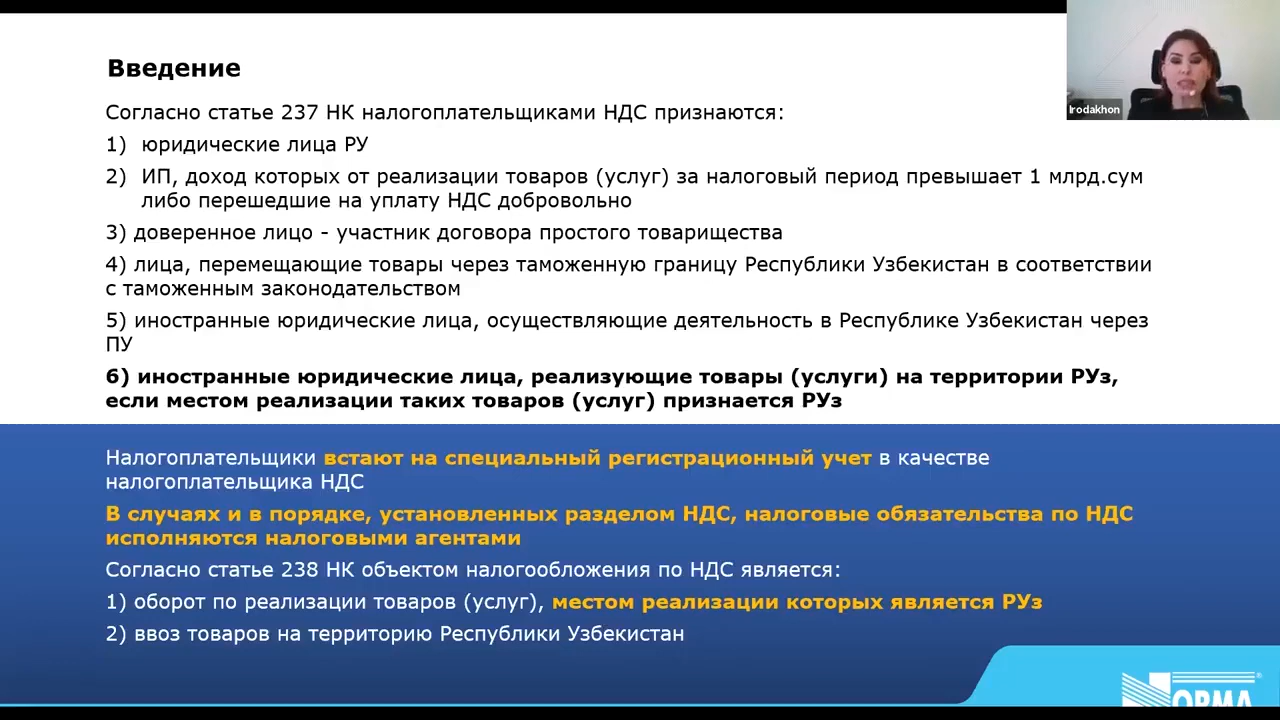 Введение
Irodakhon
Согласно статье 237 НК налогоплательщиками НДС признаются:
1) юридические лица РУ
2) ИП, доход которых от реализации товаров (услуг) за налоговый период превышает 1 млрд.сум
либо перешедшие на уплату НДС добровольно
3) доверенное лицо - участник договора простого товарищества
4) лица, перемещающие товары через таможенную границу Республики Узбекистан в соответствии
с таможенным законодательством
5) иностранные юридические лица, осуществляющие деятельность в Республике Узбекистан через
ПУ
6) иностранные юридические лица, реализующие товары (услуги) на территории РУз,
если местом реализации таких товаров (услуг) признается РУз
Налогоплательщики встают на специальный регистрационный учет в качестве
налогоплательщика НДС
В случаях и в порядке, установленных разделом НДС, налоговые обязательства по НДС
исполняются налоговыми агентами
Согласно статье 238 НК объектом налогообложения по НДС является:
1) оборот по реализации товаров (услуг), местом реализации которых является РУз
2) ввоз товаров на территорию Республики Узбекистан
НОРМА
®